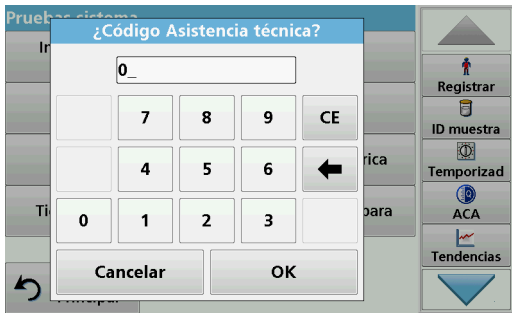 Pruebas sistema
¿Código Asistencia técnica?
0_
7 8 9 CE
4 5 6
0 1 2 3
Cancelar OK
Principal
Registrar
ID muestra
Temporizad
ACA
Tendencias